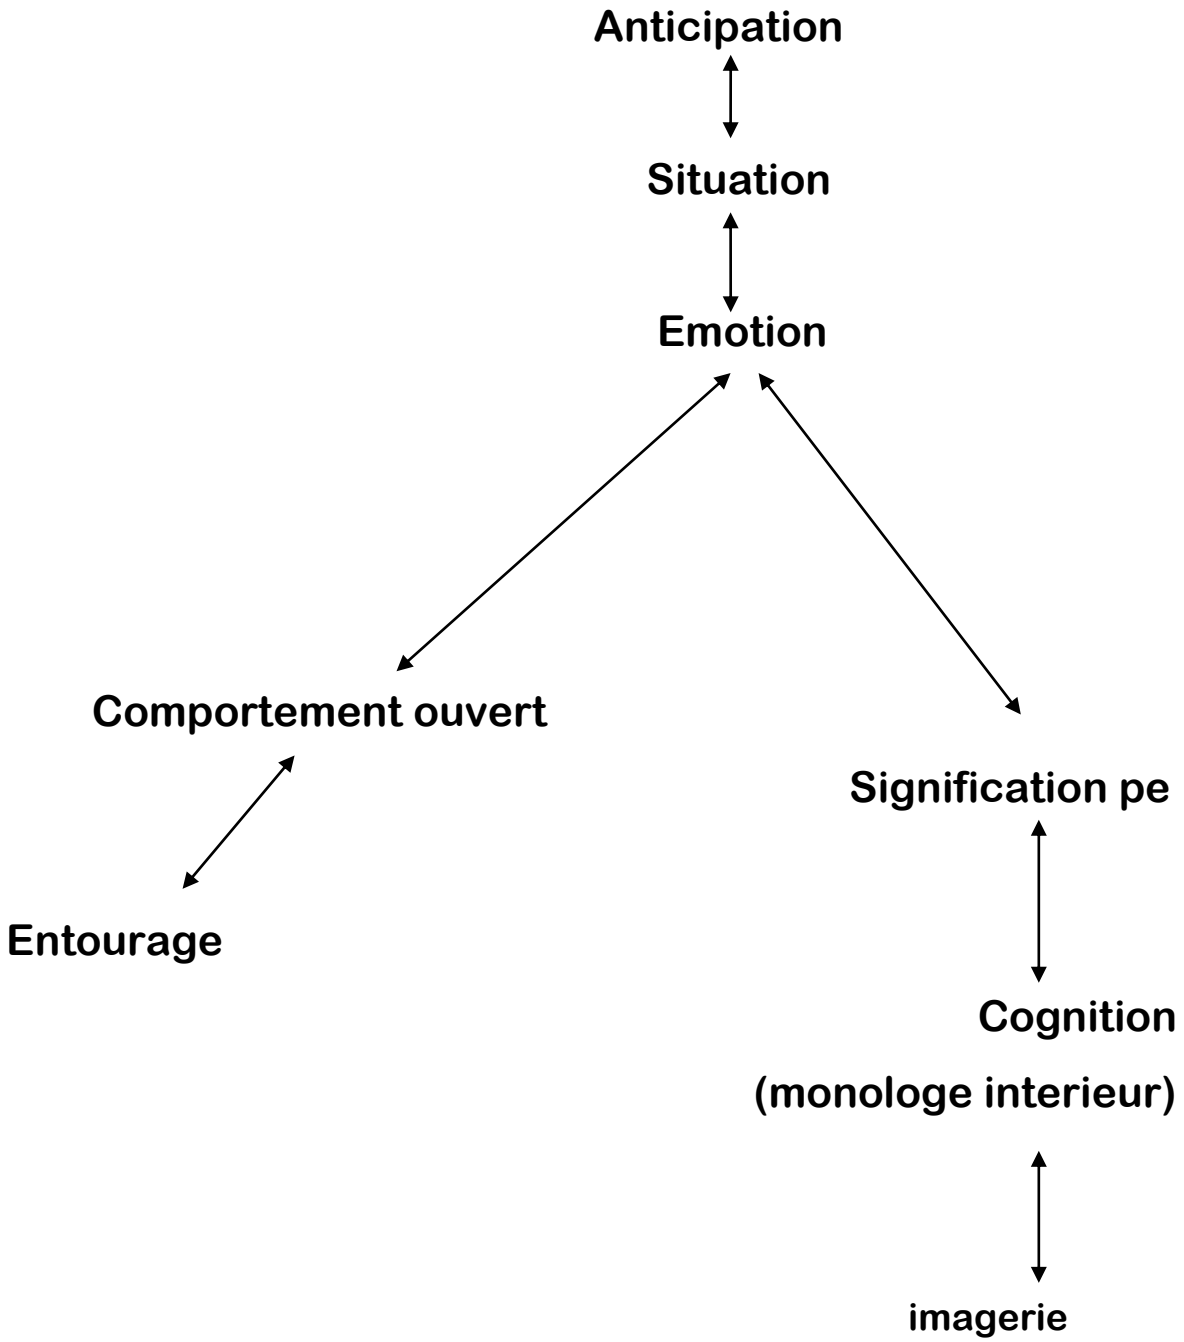 Anticipation
Situation
Emotion
Comportement ouvert
Signification pe
Entourage
Cognition
(monologe interieur)
imagerie